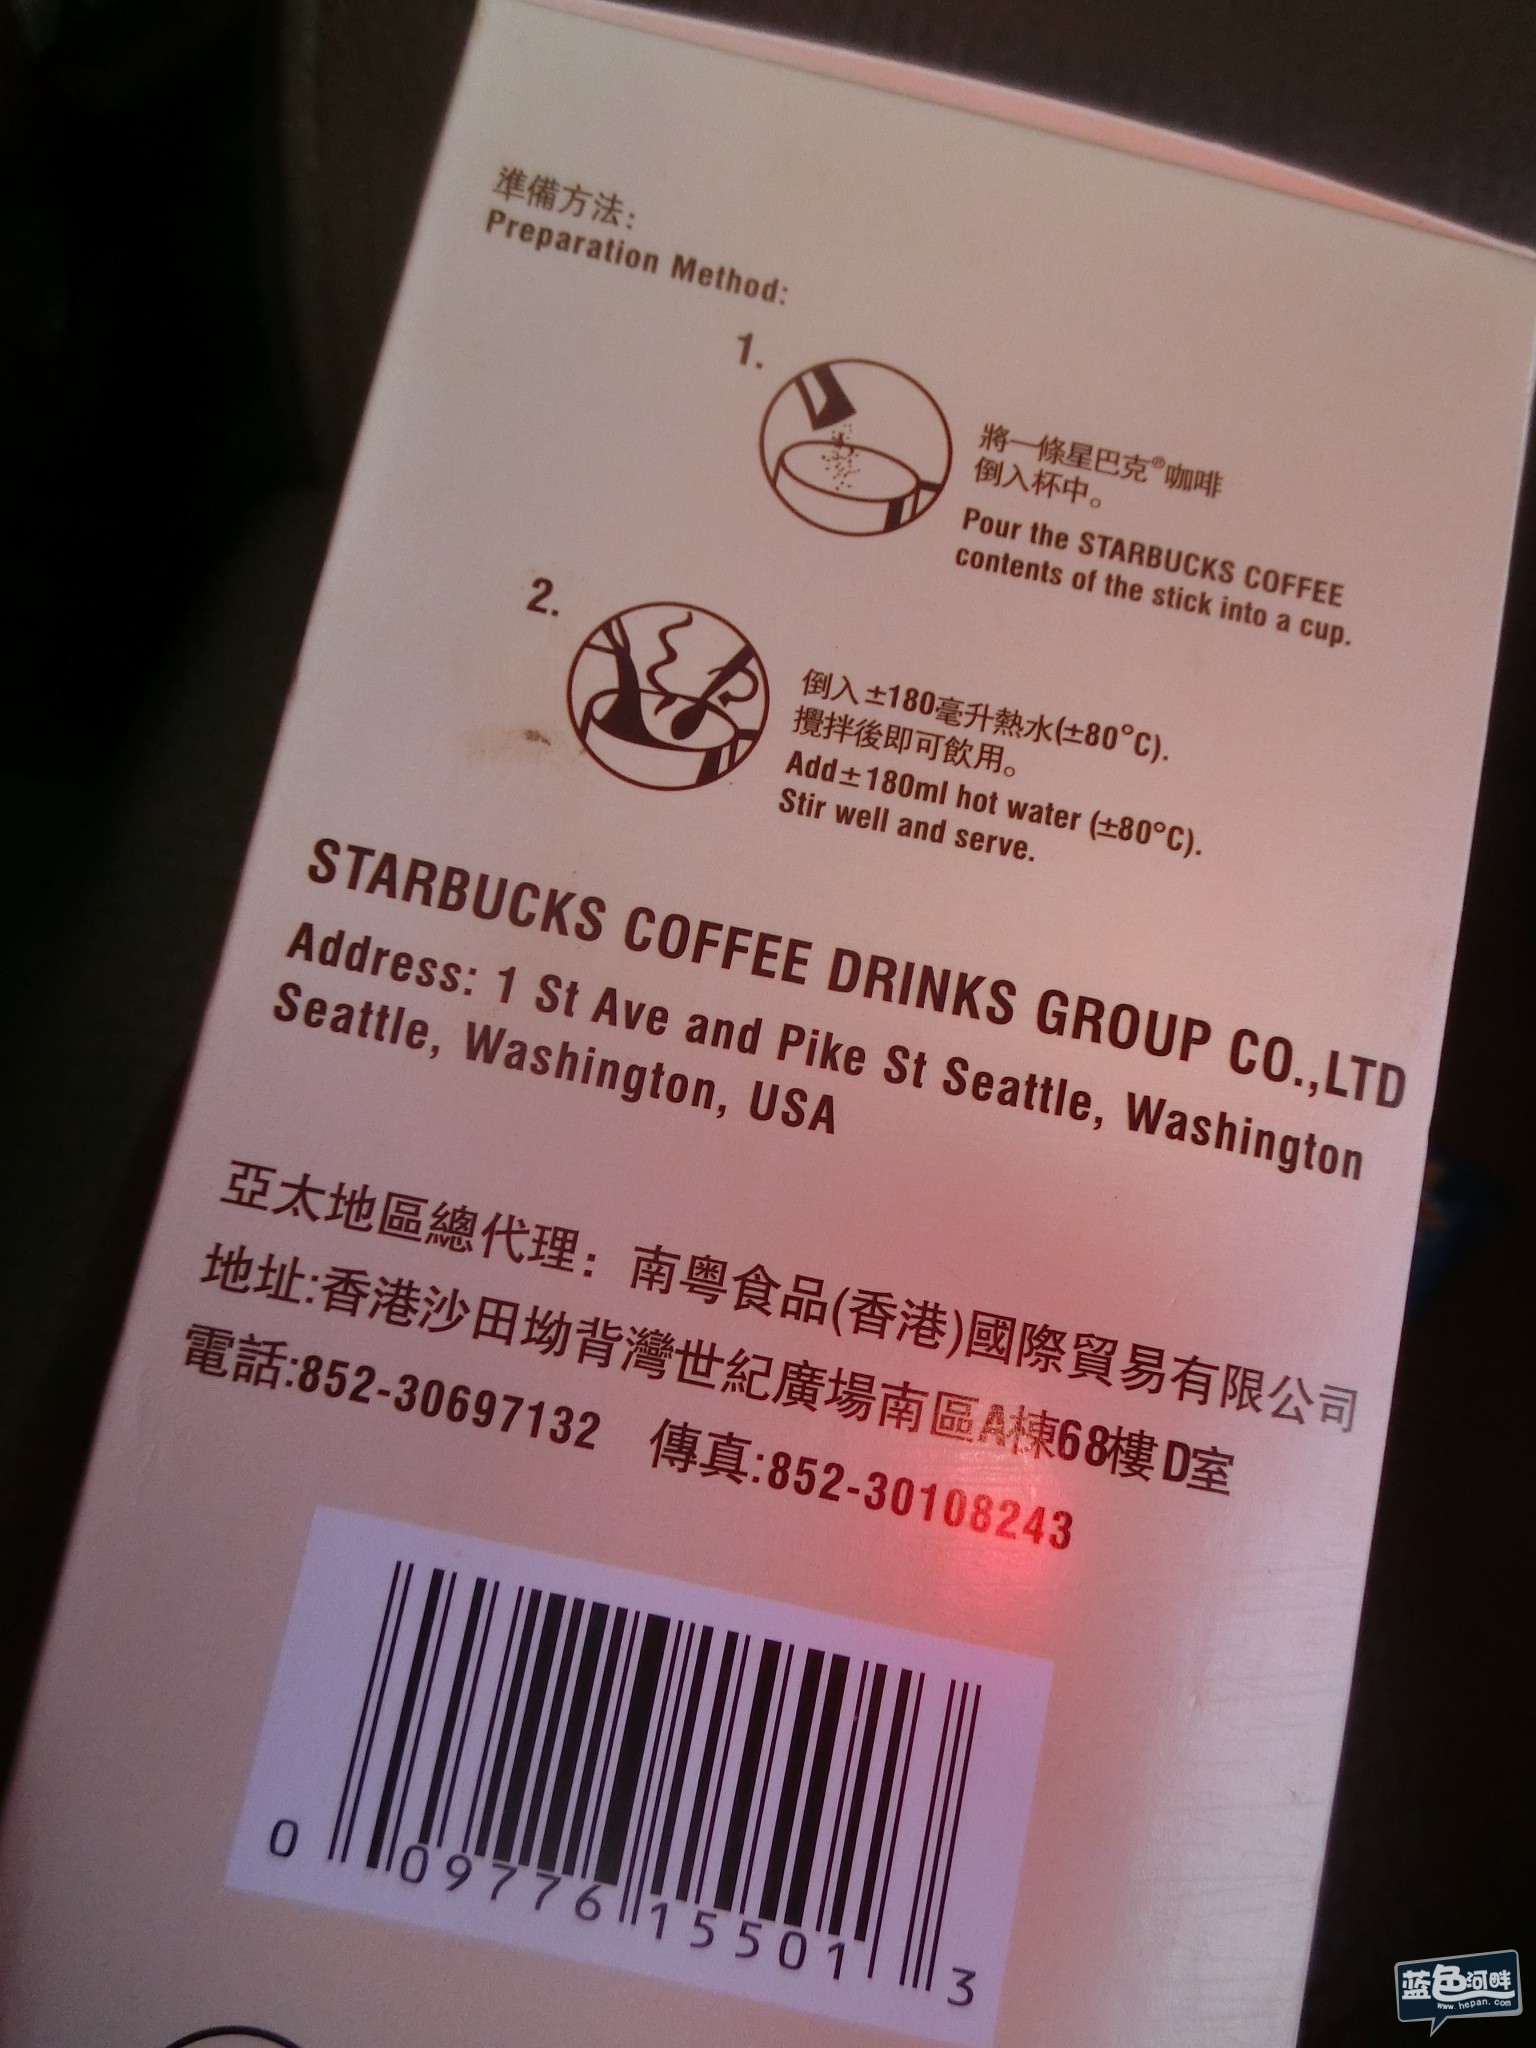 準備方法:
Preparation Method:
1.
將一條星巴克®咖啡
倒入杯中。
Pour the STARBUCKS COFFEE
contents of the stick into a cup.
2.
倒入±180毫升熱水(±80°C).
攪拌後即可飲用。
Add±180ml hot water (±80°C).
Stir well and serve.
STARBUCKS COFFEE DRINKS GROUP CO.,LTD
Address: 1 St Ave and Pike St Seattle, Washington
Seattle, Washington, USA
亞太地區總代理：南粵食品(香港)國際貿易有限公司
地址:香港沙田坳背灣世紀廣場南區A棟68樓D室
電話:852-30697132 傳真:852-30108243
0 09776 15501 3
蓝色河畔
www.hepan.com